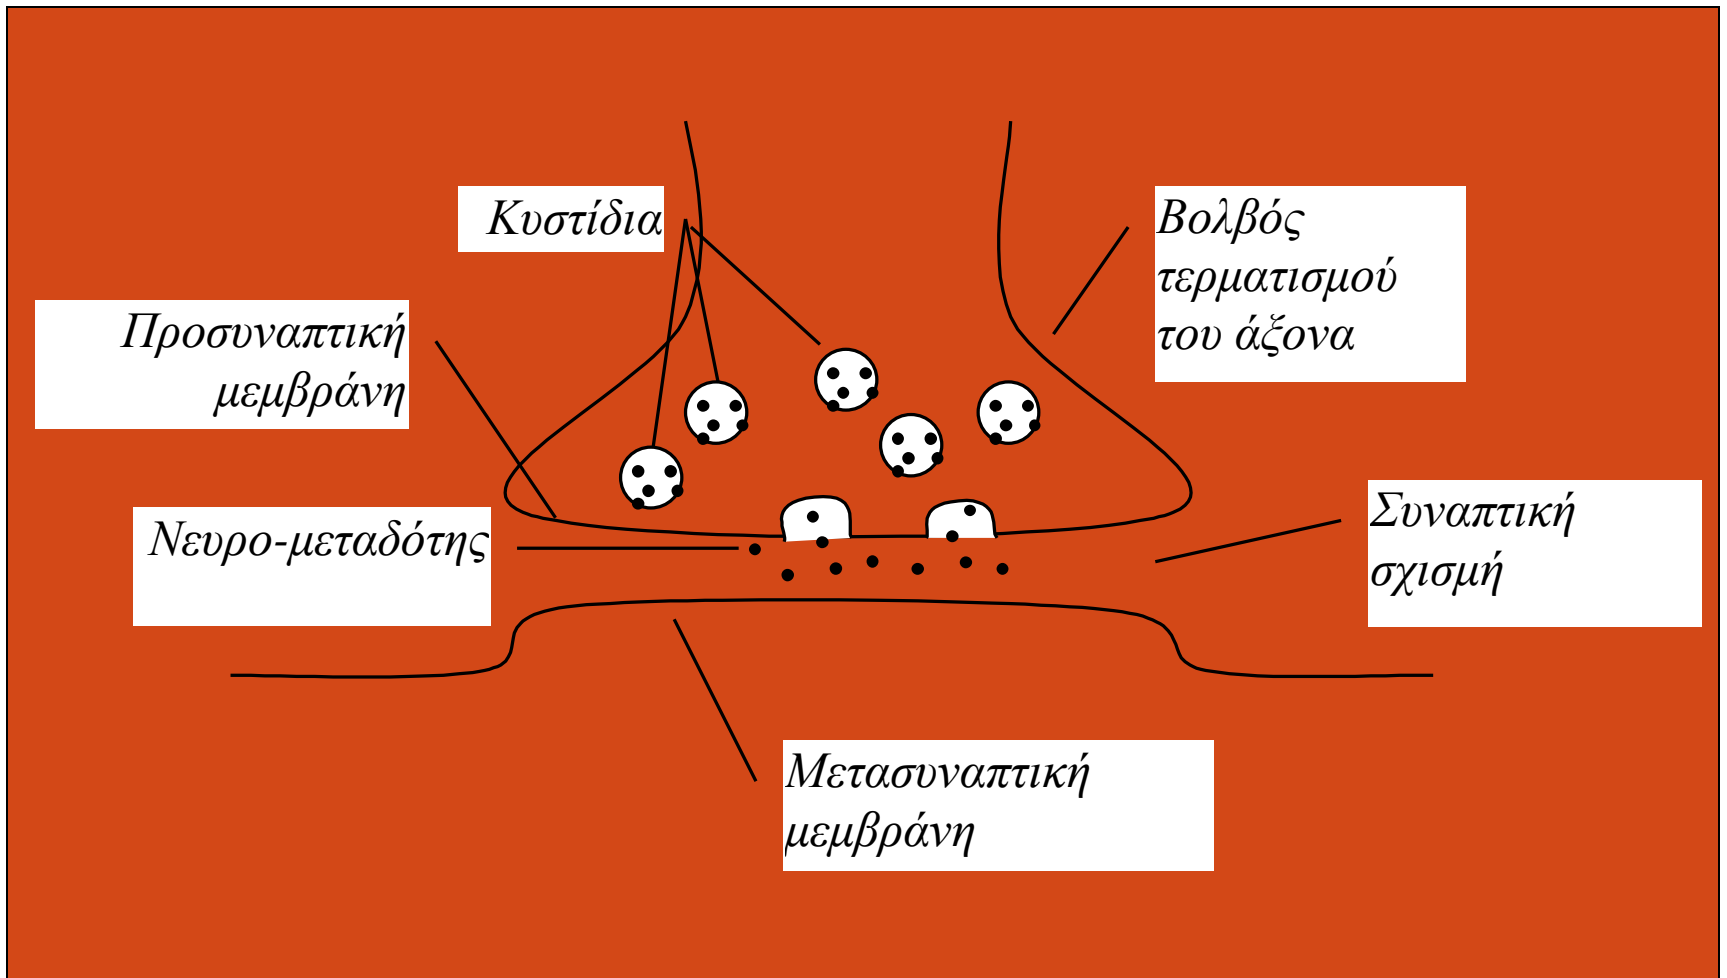 Κυστίδια
Βολβός
τερματισμού
του άξονα
Προσυναπτική
μεμβράνη
Νευρο-μεταδότης
Συναπτική
σχισμή
Μετασυναπτική
μεμβράνη